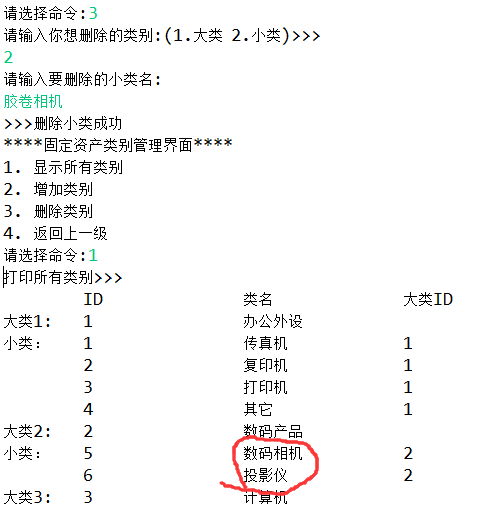 请选择命令:3
请输入你想删除的类别:(1.大类 2.小类)>>>
2
请输入要删除的小类名:
胶卷相机
>>>删除小类成功
****固定资产类别管理界面****
1. 显示所有类别
2. 增加类别
3. 删除类别
4. 返回上一级
请选择命令:1
打印所有类别>>>
ID 类名 大类ID
大类1: 1 办公外设
小类: 1 传真机 1
2 复印机 1
3 打印机 1
4 其它 1
大类2: 2 数码产品
小类: 5 数码相机 2
6 投影仪 2
大类3: 3 计算机